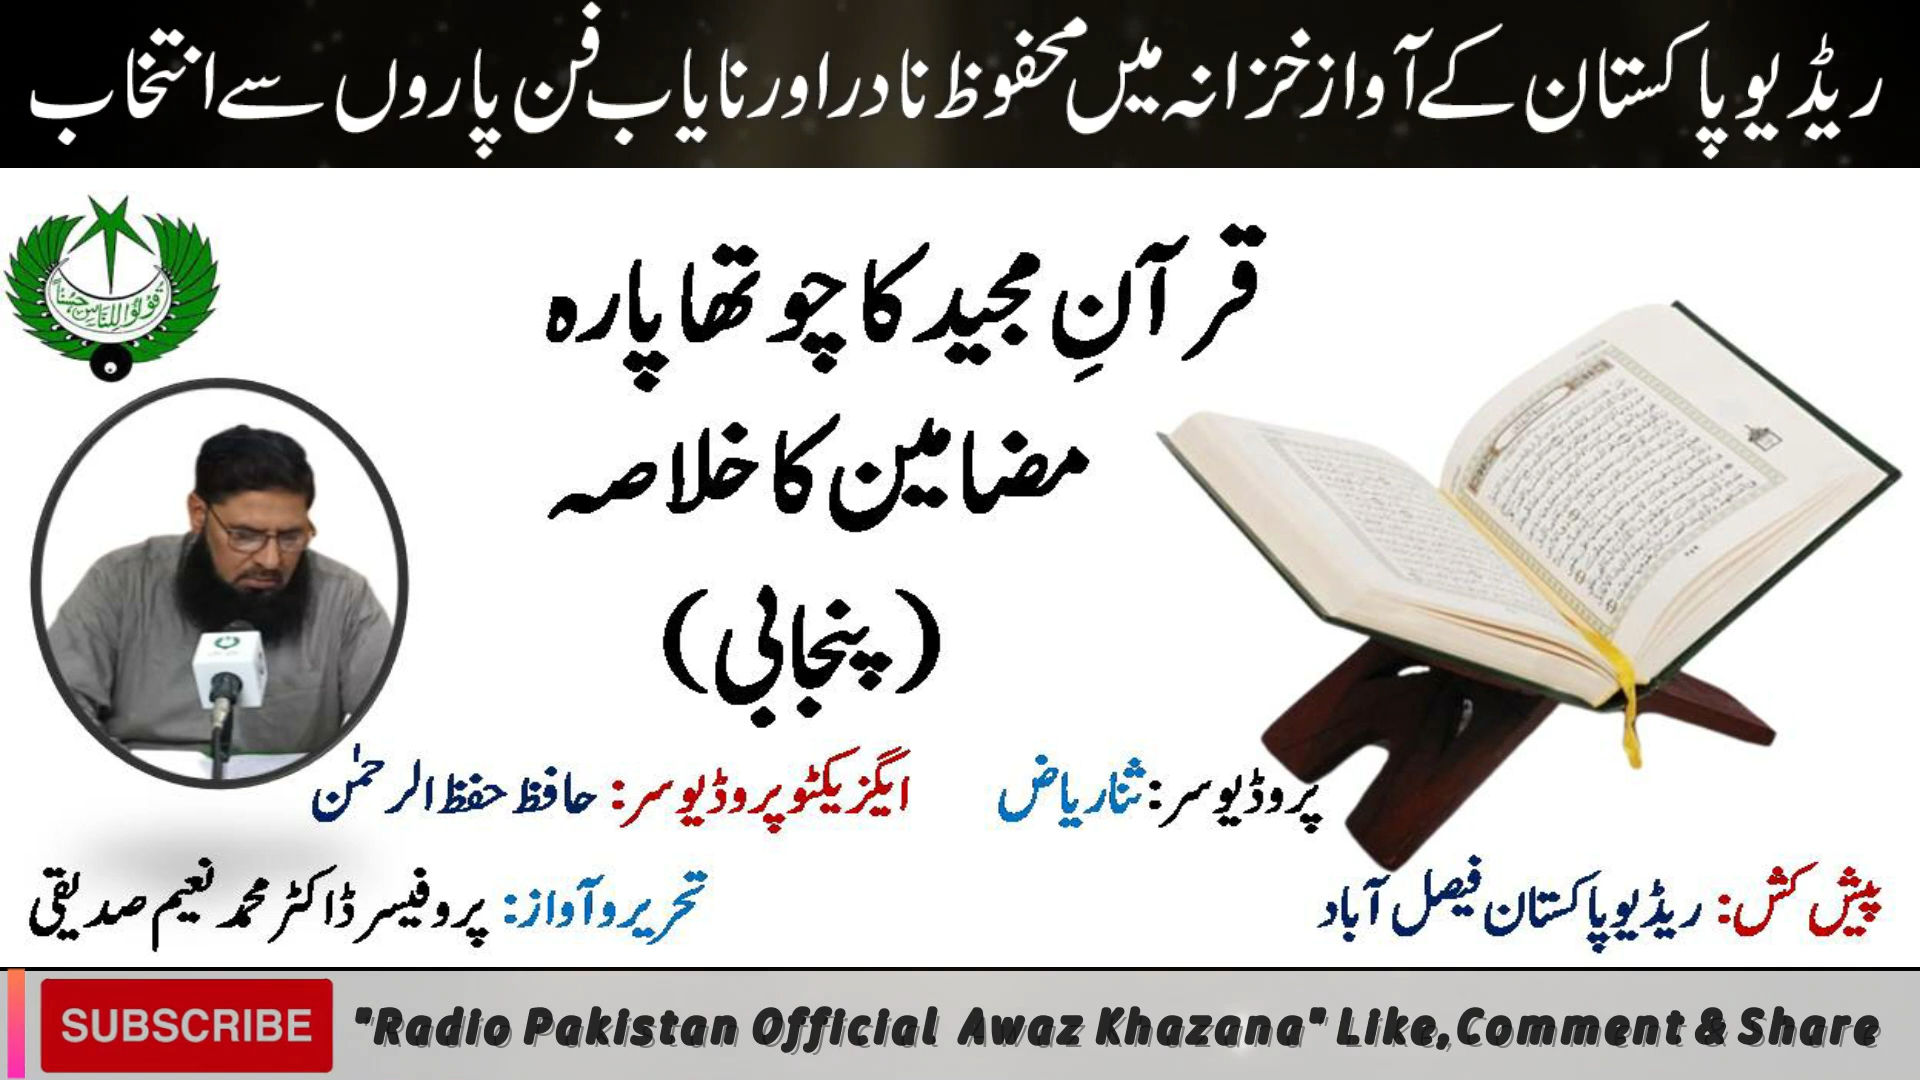 ریڈیو پاکستان کے آواز خزانہ میں محفوظ نادر اور نایاب فن پاروں سے انتخاب
قُوْلُوْا لِلنَّاسِ حُسْنًا
قرآنِ مجید کا چوتھا پارہ
مضامین کا خلاصہ
(پنجابی)
پروڈیوسر: ثنا ریاض
ایگزیکٹو پروڈیوسر: حافظ حفظ الرحمٰن
پیش کش: ریڈیو پاکستان فیصل آباد
تحریر و آواز: پروفیسر ڈاکٹر محمد نعیم صدیقی
SUBSCRIBE "Radio Pakistan Official Awaz Khazana" Like,Comment & Share